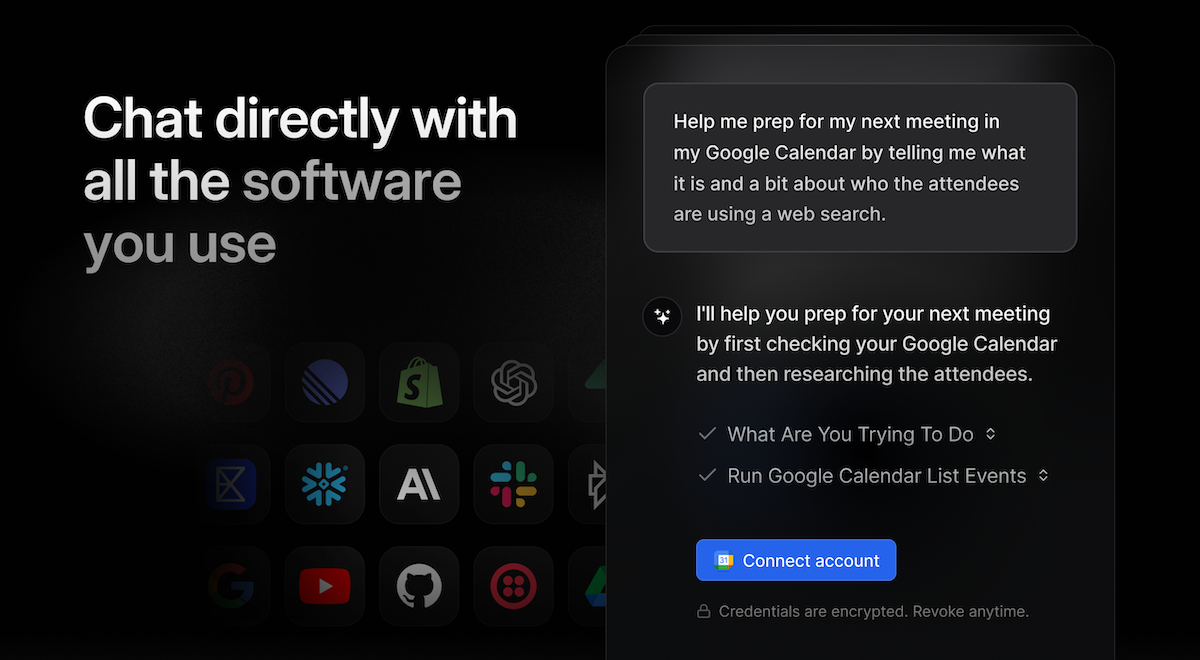 Chat directly with
all the software
you use
Help me prep for my next meeting in
my Google Calendar by telling me what
it is and a bit about who the attendees
are using a web search.
I'll help you prep for your next meeting
by first checking your Google Calendar
and then researching the attendees.
What Are You Trying To Do
Run Google Calendar List Events
31
Connect account
Credentials are encrypted. Revoke anytime.